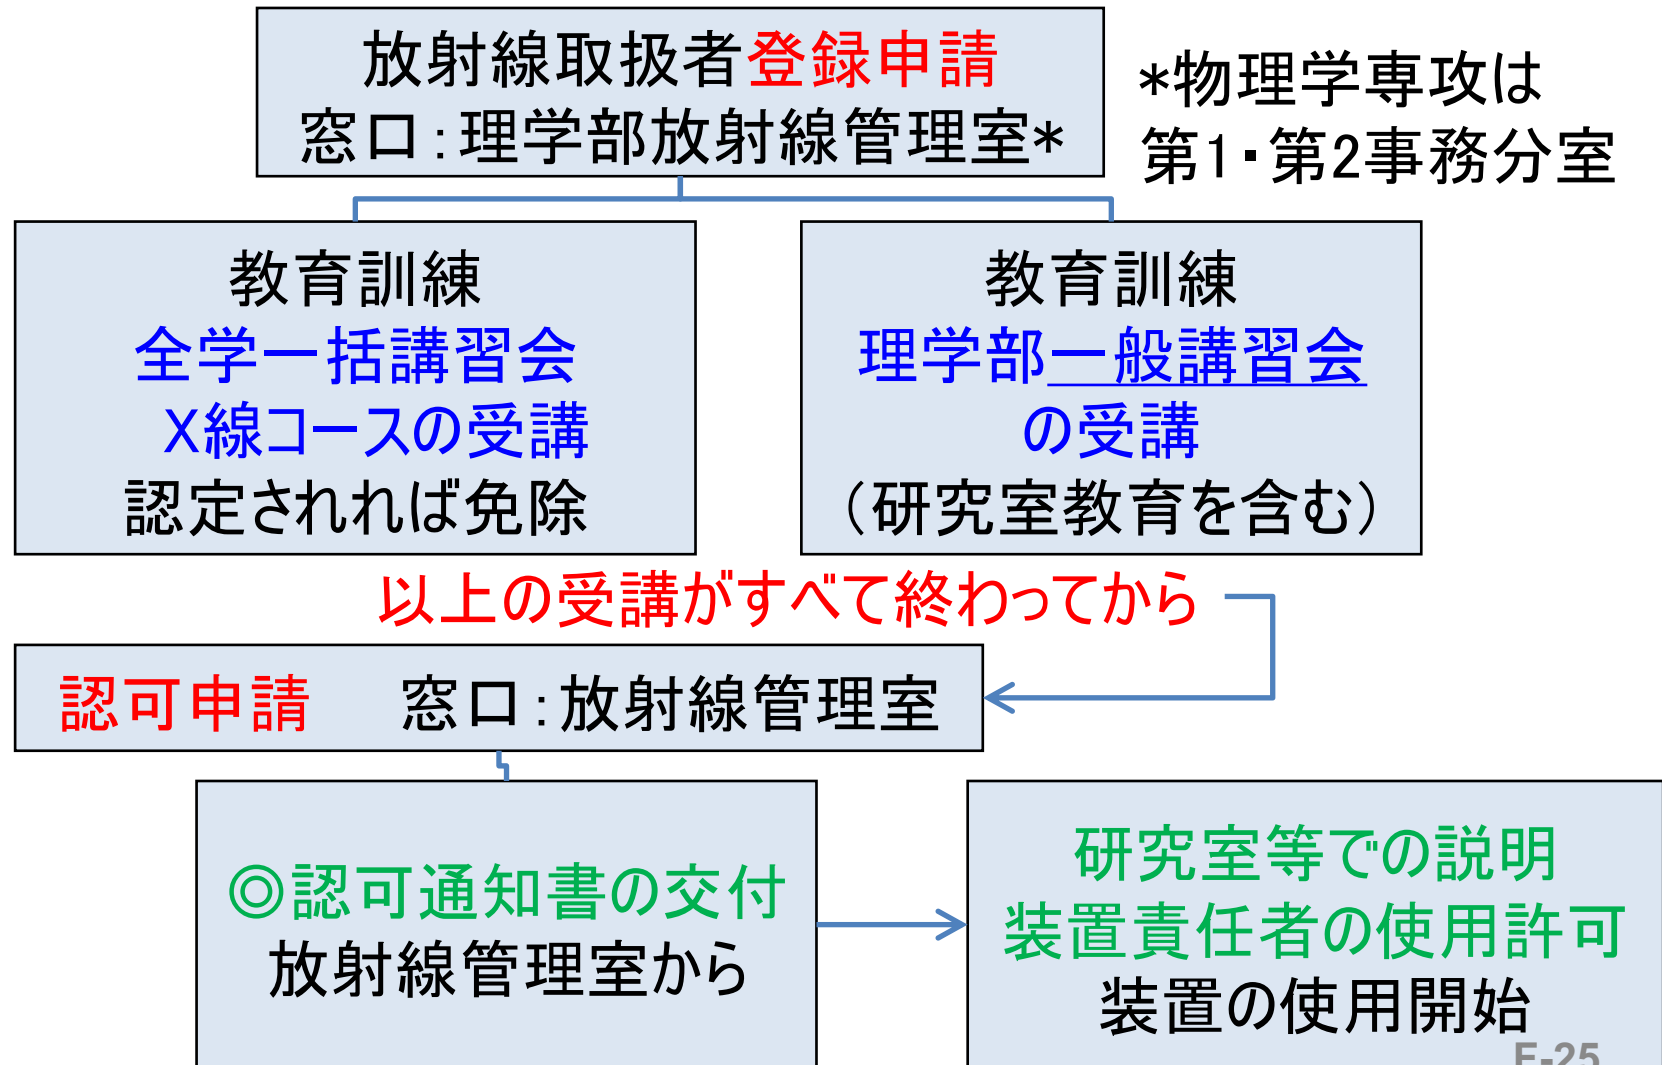 放射線取扱者登録申請
窓口:理学部放射線管理室*
*物理学専攻は
第1・第2事務分室
教育訓練
全学一括講習会
X線コースの受講
認定されれば免除
教育訓練
理学部一般講習会
の受講
（研究室教育を含む）
以上の受講がすべて終わってから
認可申請 窓口:放射線管理室
◎認可通知書の交付
放射線管理室から
研究室等での説明
装置責任者の使用許可
装置の使用開始